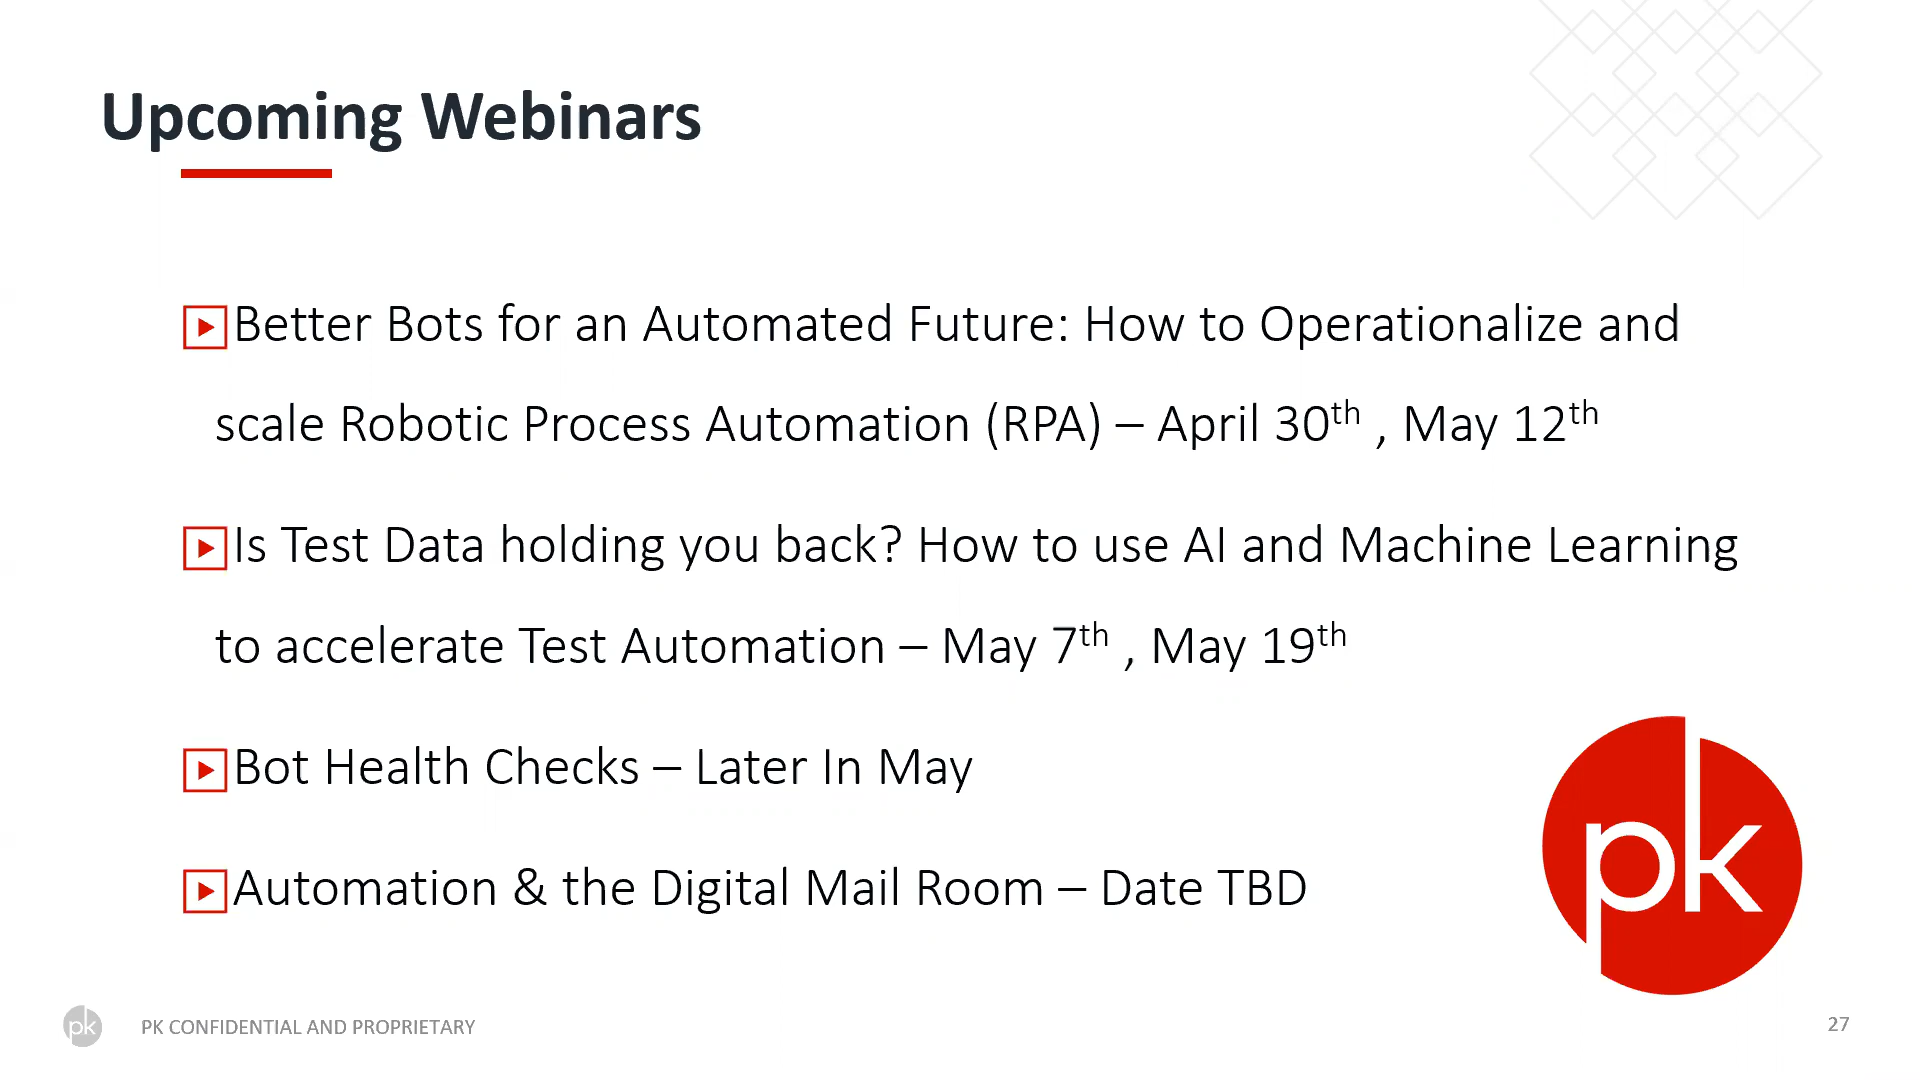 Upcoming Webinars
Better Bots for an Automated Future: How to Operationalize and
scale Robotic Process Automation (RPA) – April 30th , May 12th
Is Test Data holding you back? How to use AI and Machine Learning
to accelerate Test Automation – May 7th , May 19th
Bot Health Checks – Later In May
Automation & the Digital Mail Room – Date TBD
pk
pk
PK CONFIDENTIAL AND PROPRIETARY
27